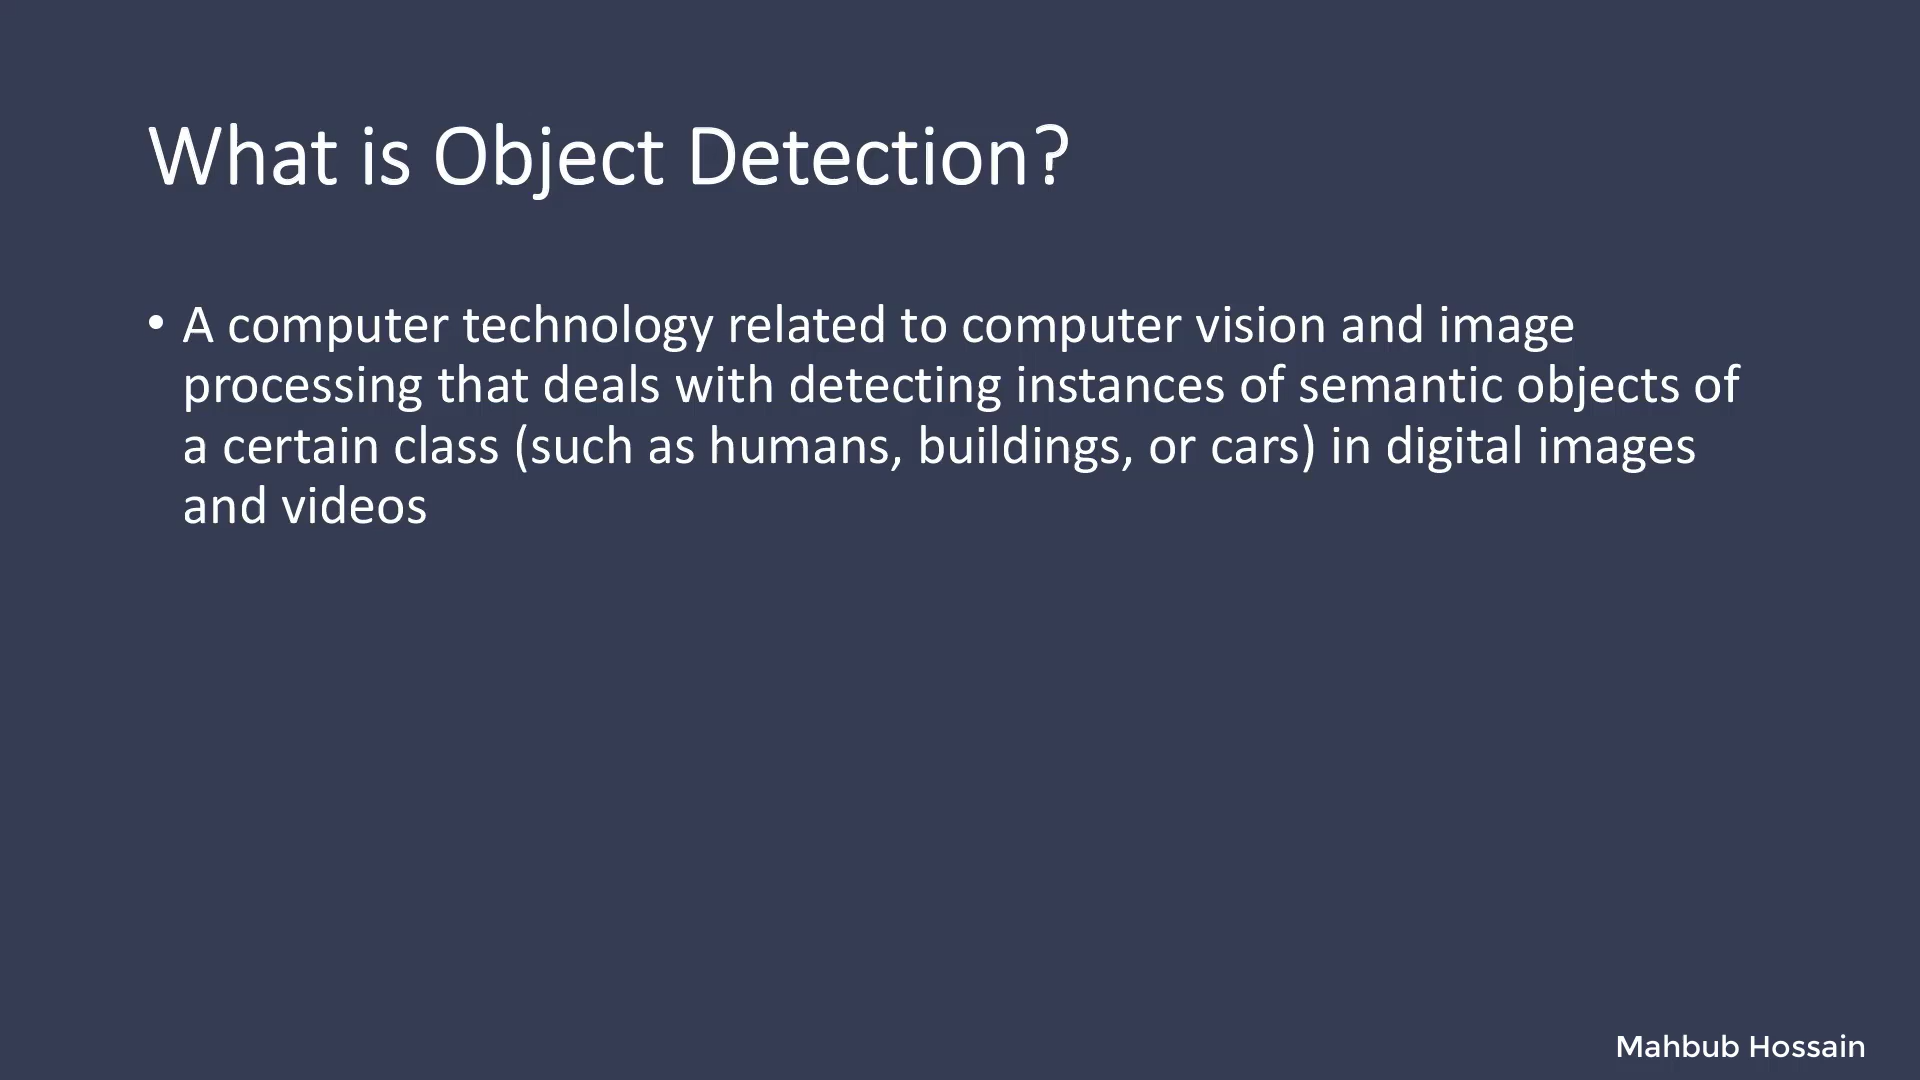 What is Object Detection?
• A computer technology related to computer vision and image
processing that deals with detecting instances of semantic objects of
a certain class (such as humans, buildings, or cars) in digital images
and videos
Mahbub Hossain